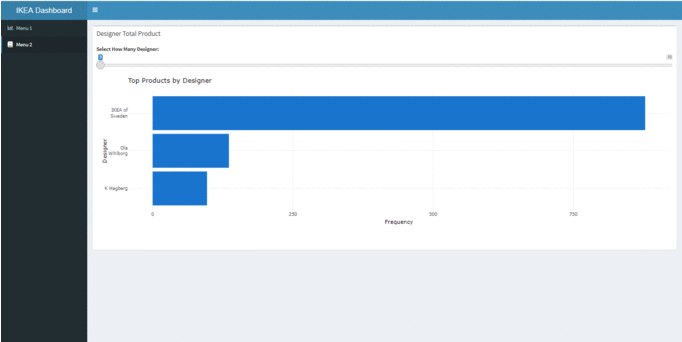 IKEA Dashboard
Menu 1
Menu 2
Designer Total Product
Select How Many Designer:
3
Top Products by Designer
IKEA of
Sweden
Ola
Wihlborg
K Hagberg
Designer
0
250
500
750
Frequency